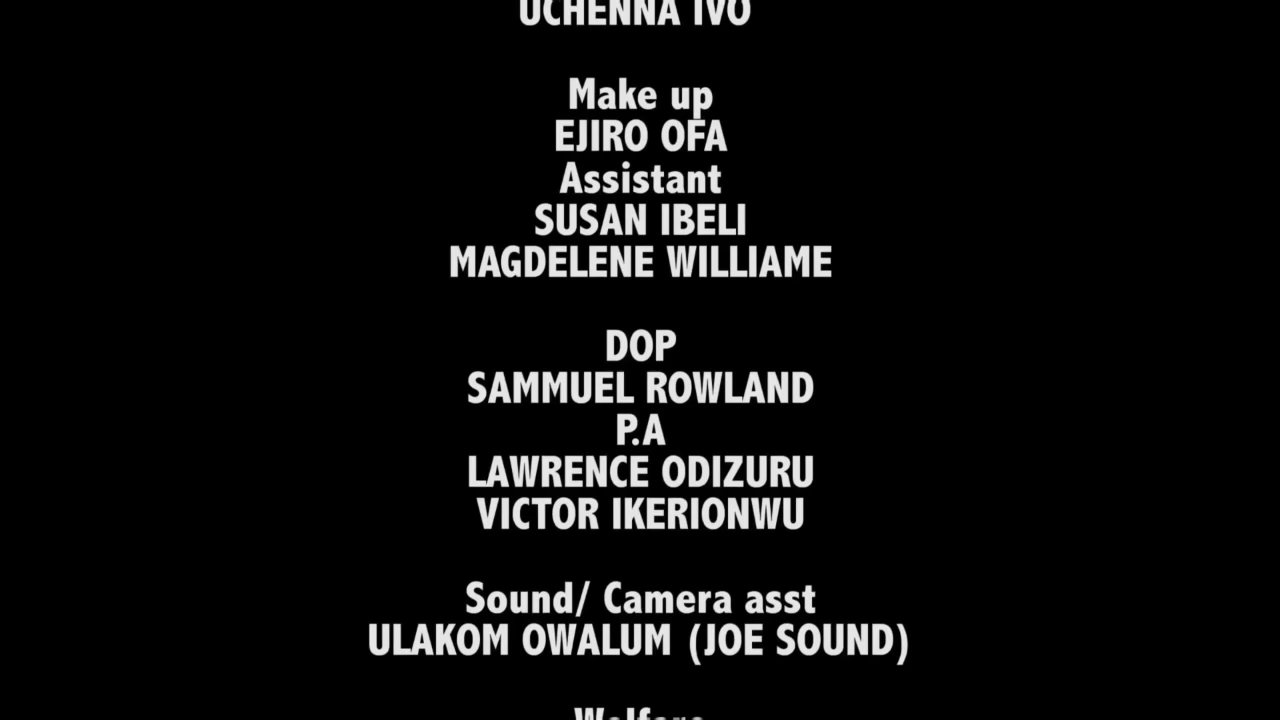 UCHENNA IVO
Make up
EJIRO OFA
Assistant
SUSAN IBELI
MAGDELENE WILLIAME
DOP
SAMMUEL ROWLAND
P.A
LAWRENCE ODIZURU
VICTOR IKERIONWU
Sound/ Camera asst
ULAKOM OWALUM (JOE SOUND)
Welfare